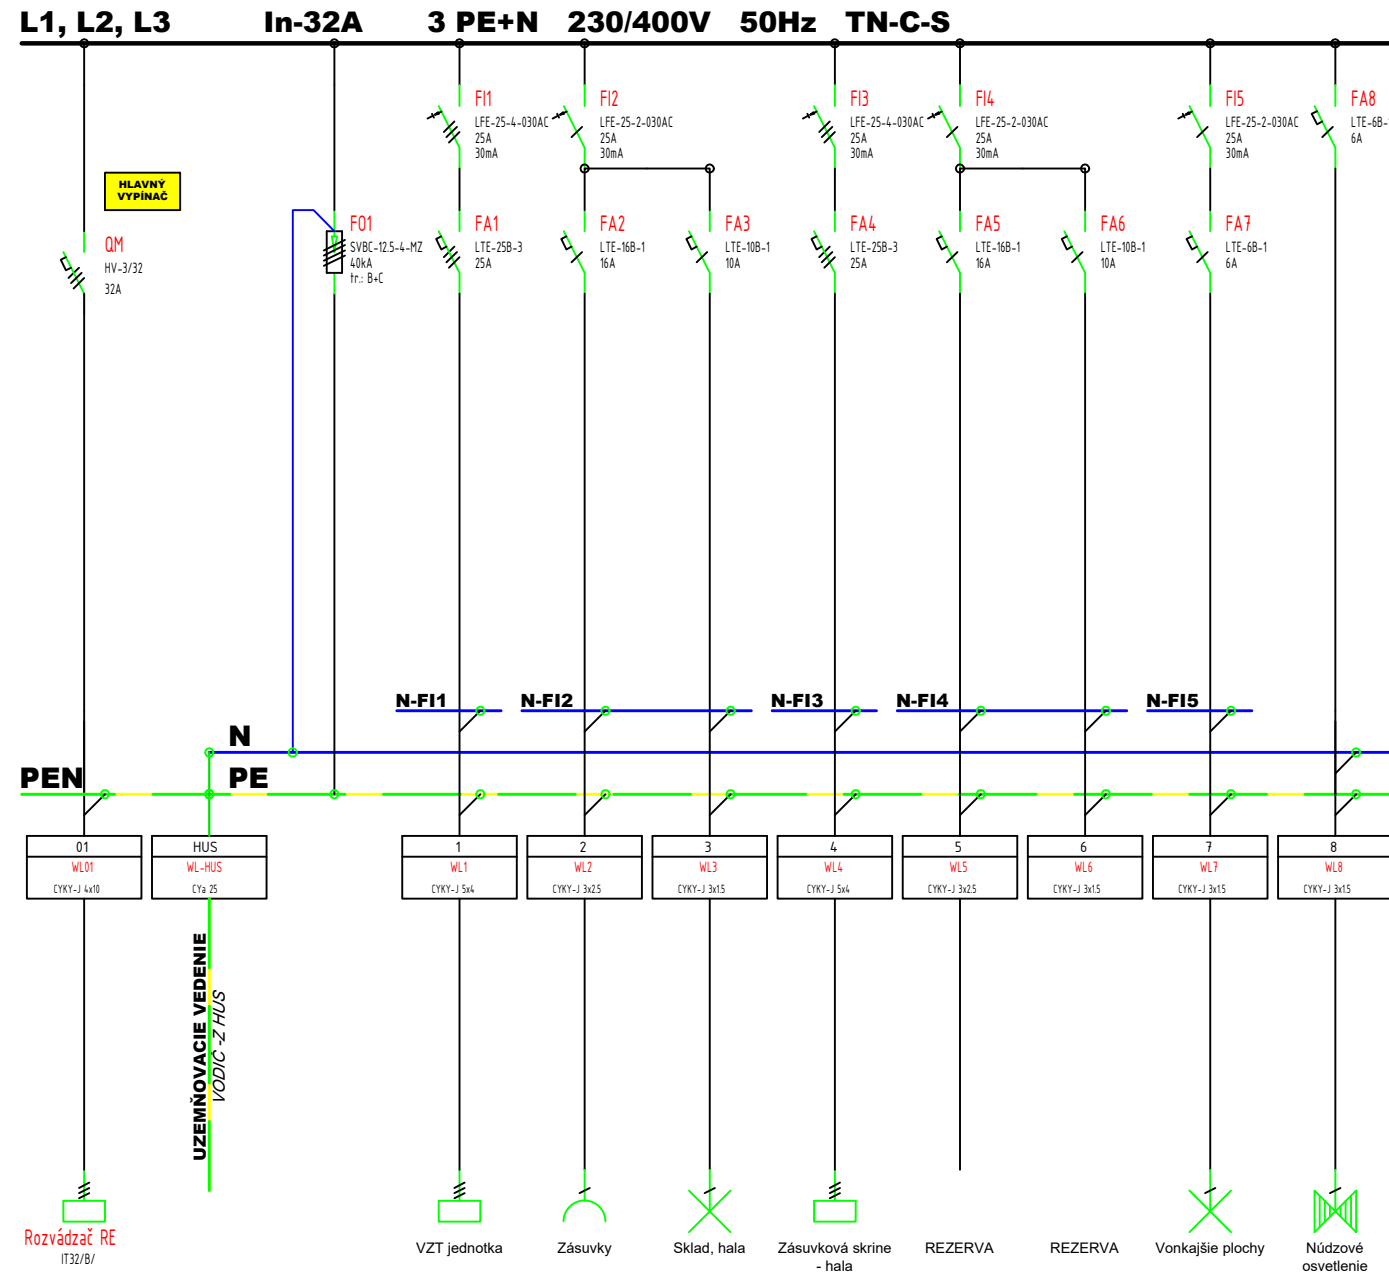 L1, L2, L3 In-32A 3 PE+N 230/400V 50Hz TN-C-S
HLAVNÝ
VYPÍNAČ
QM
HV-3/32
32A
FO1
SVBC-12.5-4-MZ
40kA
tr.: B+C
FI1
LFE-25-4-030AC
25A
30mA
FI2
LFE-25-2-030AC
25A
30mA
FI3
LFE-25-4-030AC
25A
30mA
FI4
LFE-25-2-030AC
25A
30mA
FI5
LFE-25-2-030AC
25A
30mA
FA8
LTE-6B-
6A
FA1
LTE-25B-3
25A
FA2
LTE-16B-1
16A
FA3
LTE-10B-1
10A
FA4
LTE-25B-3
25A
FA5
LTE-16B-1
16A
FA6
LTE-10B-1
10A
FA7
LTE-6B-1
6A
N-FI1 N-FI2 N-FI3 N-FI4 N-FI5
N
PEN PE
01
WL01
CYKY-J 4x10
HUS
WL-HUS
CYa 25
1
WL1
CYKY-J 5x4
2
WL2
CYKY-J 3x2.5
3
WL3
CYKY-J 3x1.5
4
WL4
CYKY-J 5x4
5
WL5
CYKY-J 3x2.5
6
WL6
CYKY-J 3x1.5
7
WL7
CYKY-J 3x1.5
8
WL8
CYKY-J 3x1.5
UZEMŇOVACIE VEDENIE
VODIČ -Z HUS
Rozvádzač RE
IT32/B/
VZT jednotka
Zásuvky
Sklad, hala
Zásuvková skrine
- hala
REZERVA
REZERVA
Vonkajšie plochy
Núdzové
osvetlenie